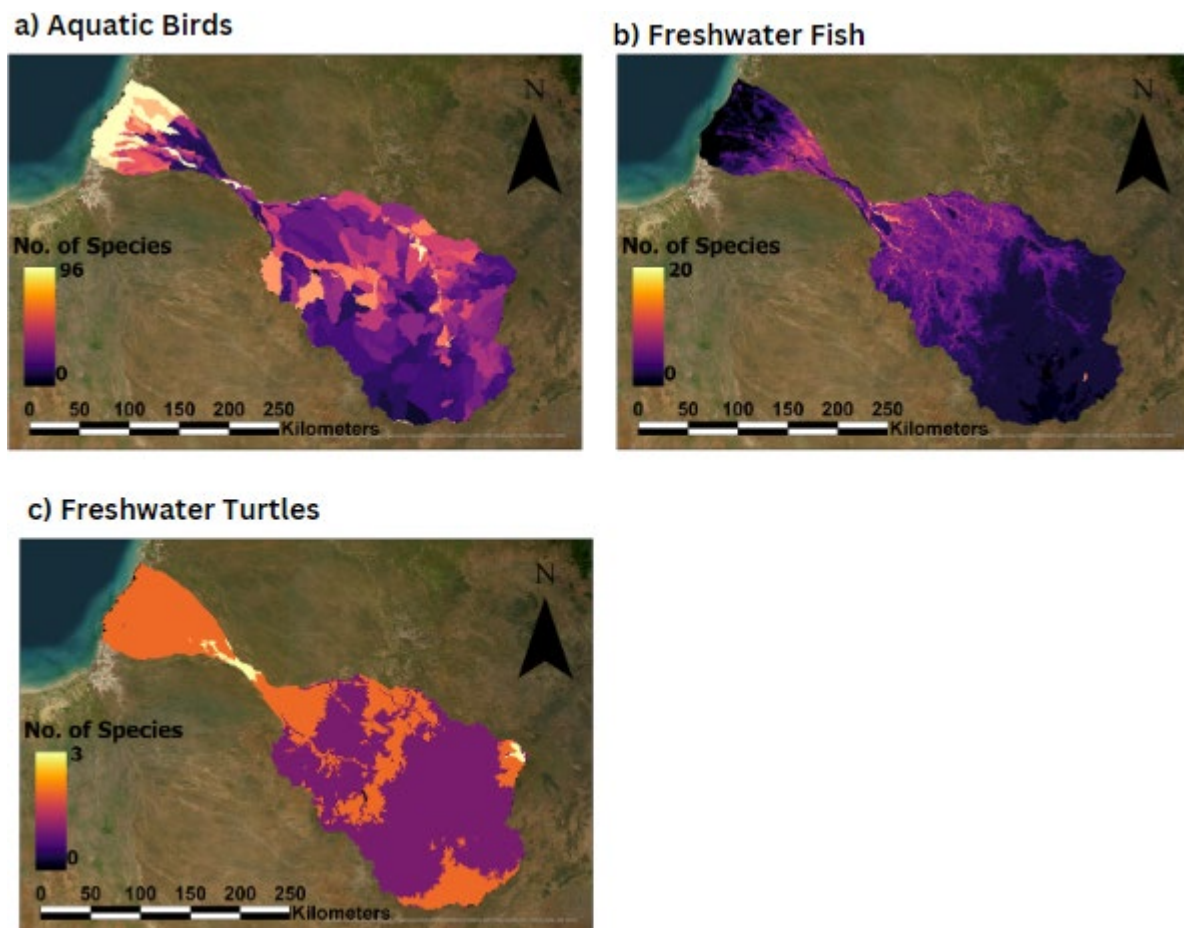 a) Aquatic Birds
N
No. of Species
96
0
0 50 100 150 200 250
Kilometers
b) Freshwater Fish
N
No. of Species
20
0
0 50 100 150 200 250
Kilometers
c) Freshwater Turtles
N
No. of Species
3
0
0 50 100 150 200 250
Kilometers